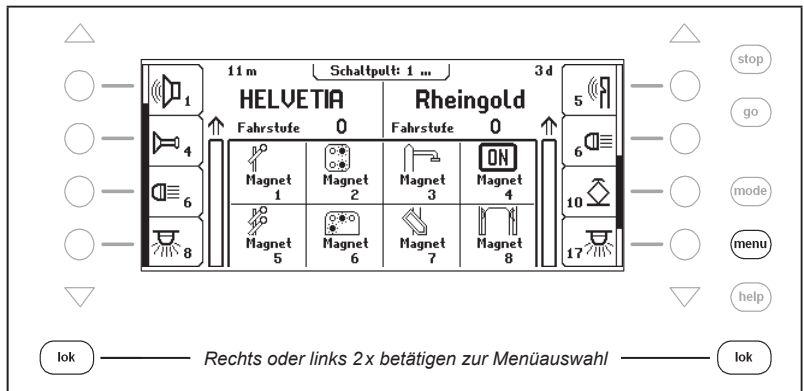 stop
11 m Schaltpult: 1 ... 3 d
1 HELVETIA Rheingold 5
go
Fahrstufe 0 Fahrstufe 0
4 6
ON
Magnet 1 Magnet 2 Magnet 3 Magnet 4
mode
6 10
Magnet 5 Magnet 6 Magnet 7 Magnet 8
menu
8 17
help
lok Rechts oder links 2x betätigen zur Menüauswahl lok